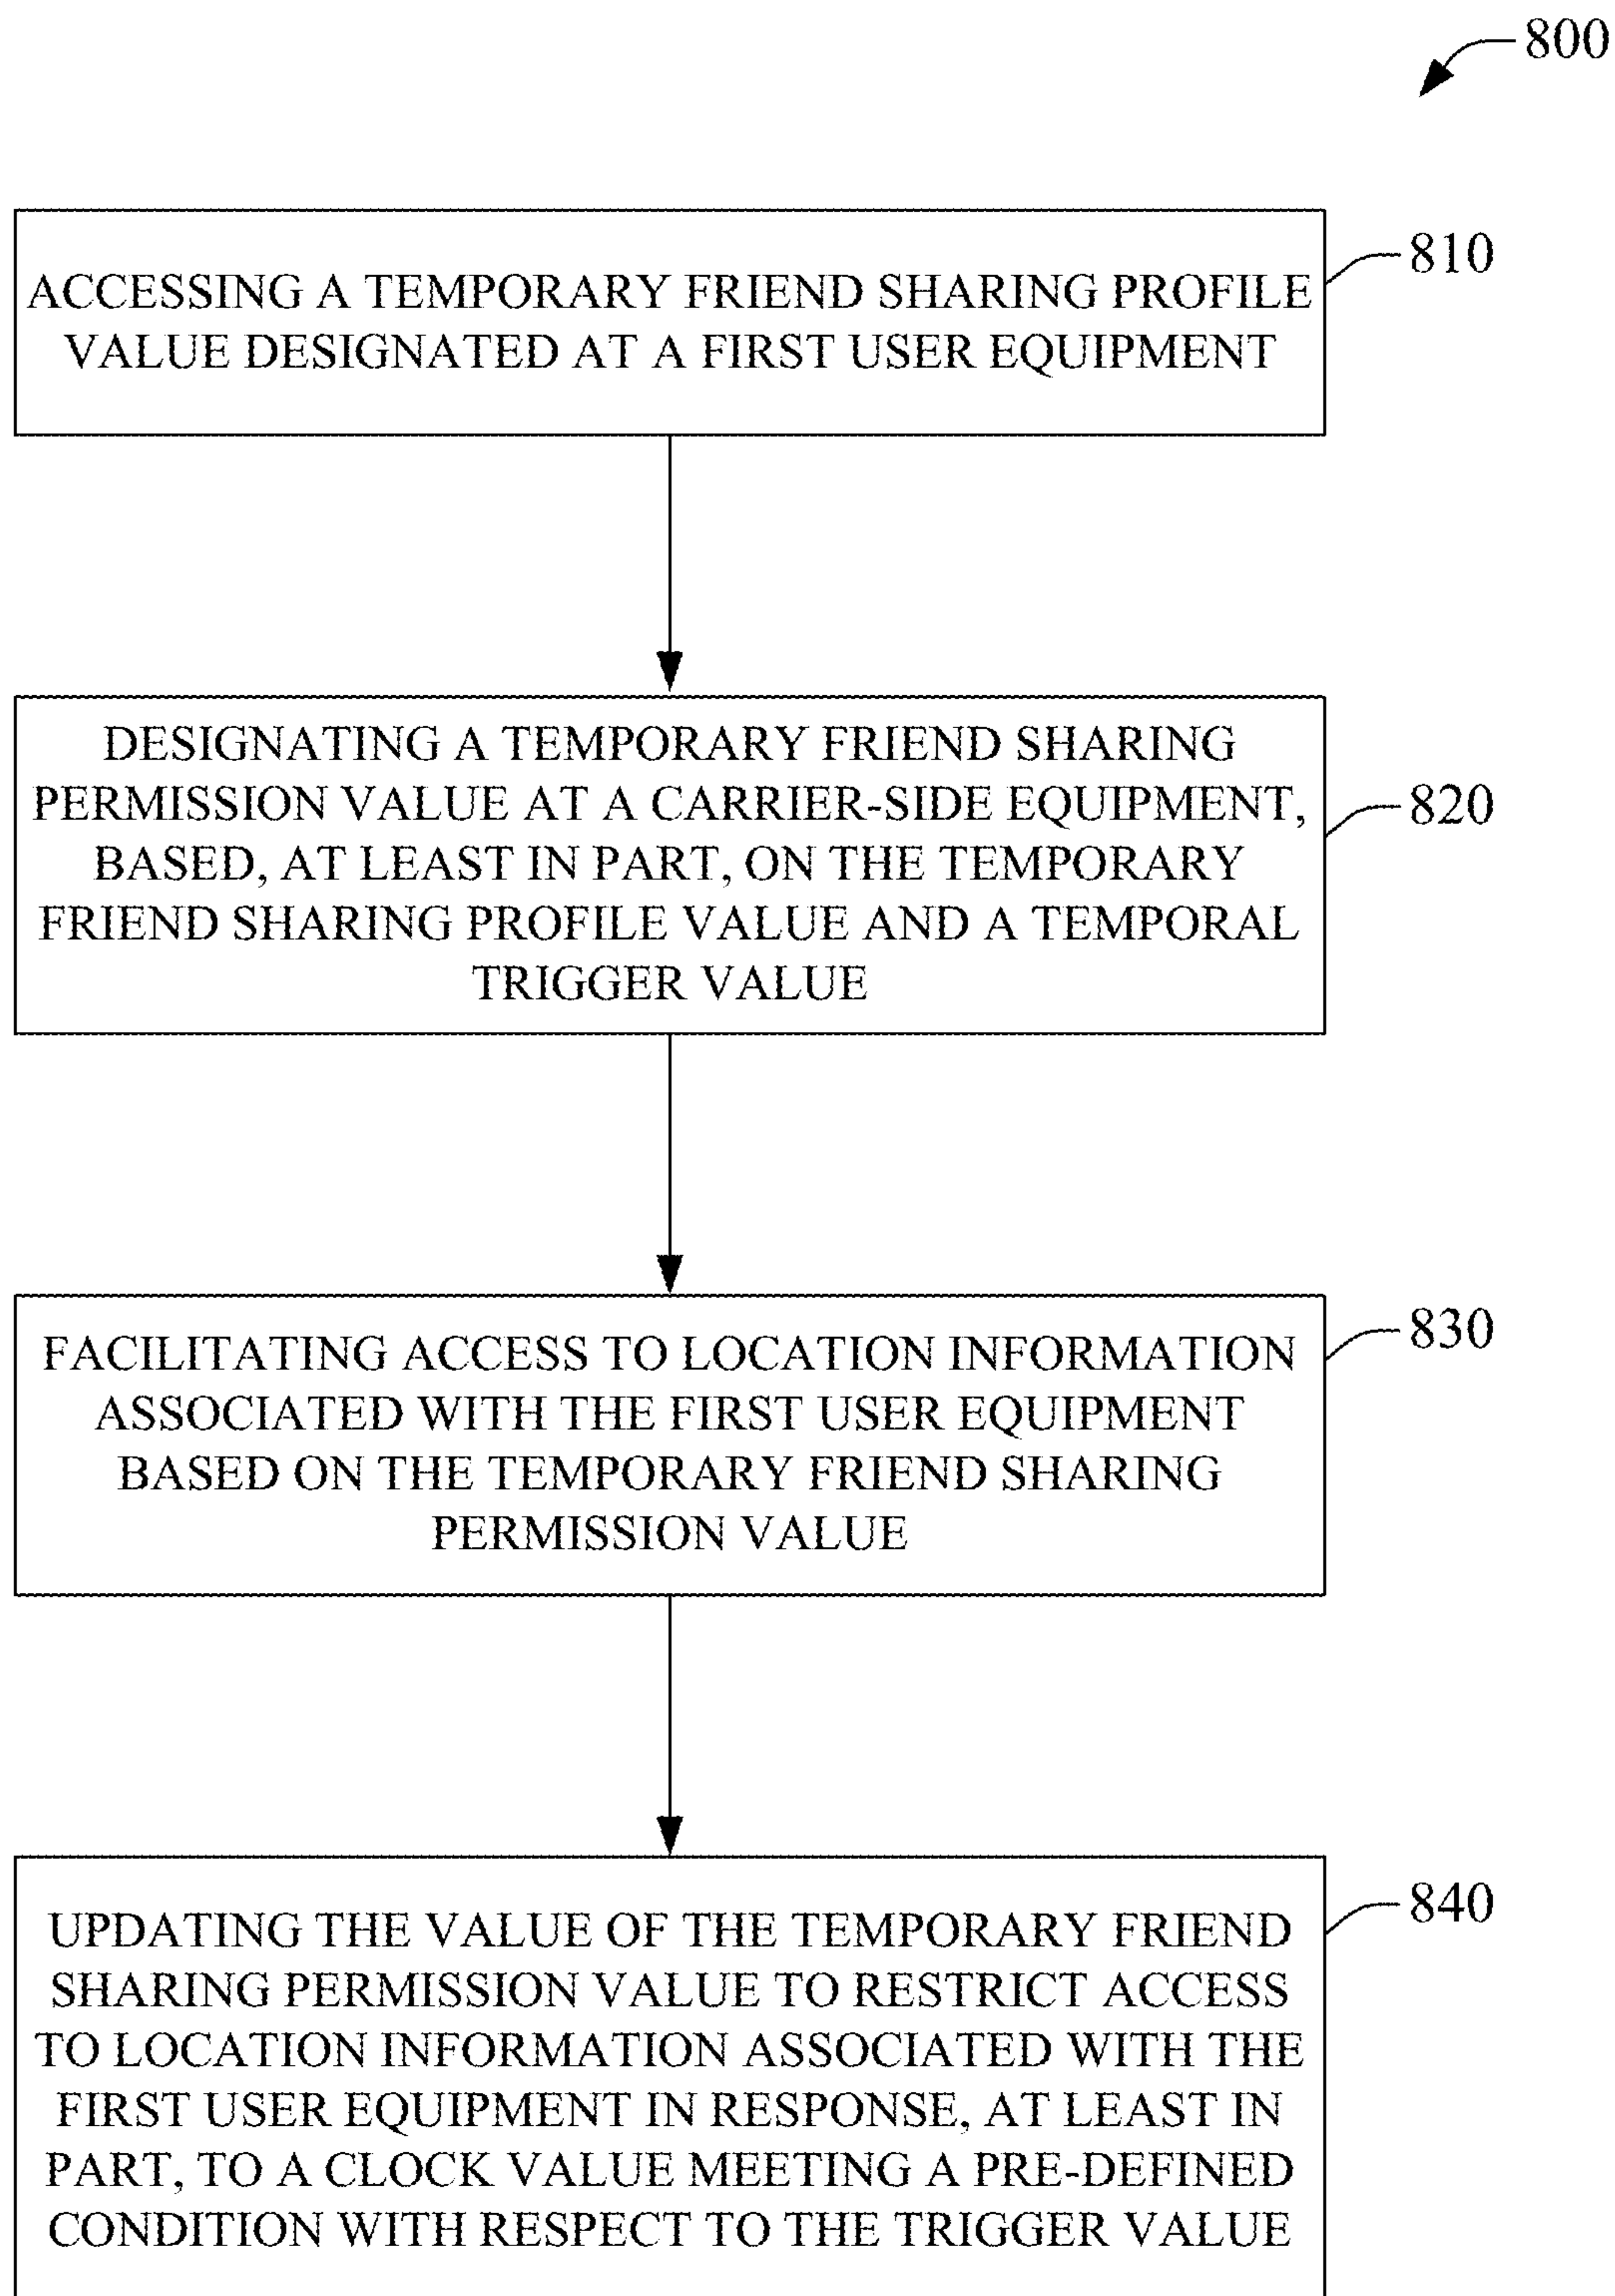 800
ACCESSING A TEMPORARY FRIEND SHARING PROFILE
VALUE DESIGNATED AT A FIRST USER EQUIPMENT
810
DESIGNATING A TEMPORARY FRIEND SHARING
PERMISSION VALUE AT A CARRIER-SIDE EQUIPMENT,
BASED, AT LEAST IN PART, ON THE TEMPORARY
FRIEND SHARING PROFILE VALUE AND A TEMPORAL
TRIGGER VALUE
820
FACILITATING ACCESS TO LOCATION INFORMATION
ASSOCIATED WITH THE FIRST USER EQUIPMENT
BASED ON THE TEMPORARY FRIEND SHARING
PERMISSION VALUE
830
UPDATING THE VALUE OF THE TEMPORARY FRIEND
SHARING PERMISSION VALUE TO RESTRICT ACCESS
TO LOCATION INFORMATION ASSOCIATED WITH THE
FIRST USER EQUIPMENT IN RESPONSE, AT LEAST IN
PART, TO A CLOCK VALUE MEETING A PRE-DEFINED
CONDITION WITH RESPECT TO THE TRIGGER VALUE
840